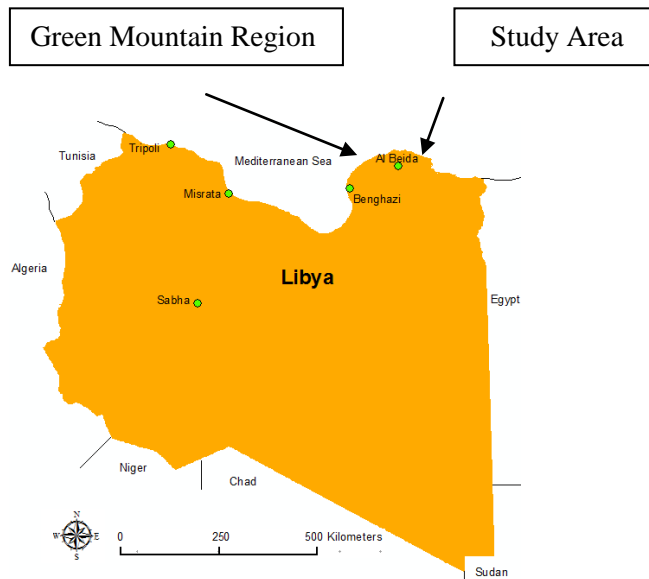 Green Mountain Region
Study Area
Tunisia
Tripoli
Mediterranean Sea
Al Beida
Misrata
Benghazi
Algeria
Libya
Sabha
Egypt
Niger
Chad
N
W E
S
0 250 500 Kilometers
Sudan